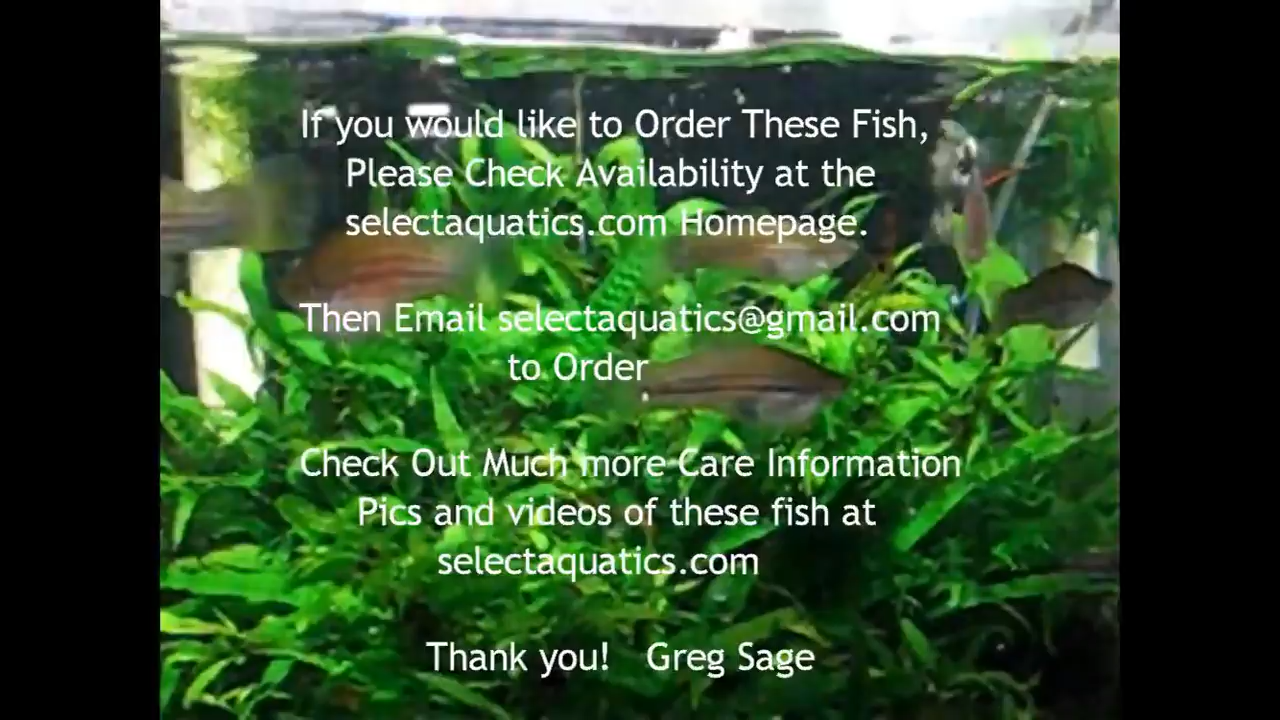 If you would like to Order These Fish,
Please Check Availability at the
selectaquatics.com Homepage.
Then Email selectaquatics@gmail.com
to Order
.
Check Out Much more Care Information
Pics and videos of these fish at
selectaquatics.com
Thank you! Greg Sage